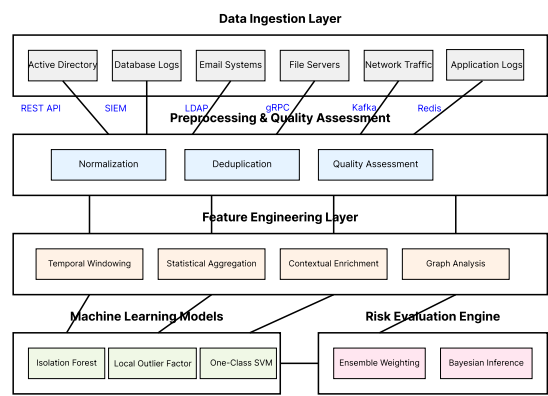 Data Ingestion Layer
Active Directory
Database Logs
Email Systems
File Servers
Network Traffic
Application Logs
REST API
SIEM
LDAP
gRPC
Kafka
Redis
Preprocessing & Quality Assessment
Normalization
Deduplication
Quality Assessment
Feature Engineering Layer
Temporal Windowing
Statistical Aggregation
Contextual Enrichment
Graph Analysis
Machine Learning Models
Risk Evaluation Engine
Isolation Forest
Local Outlier Factor
One-Class SVM
Ensemble Weighting
Bayesian Inference